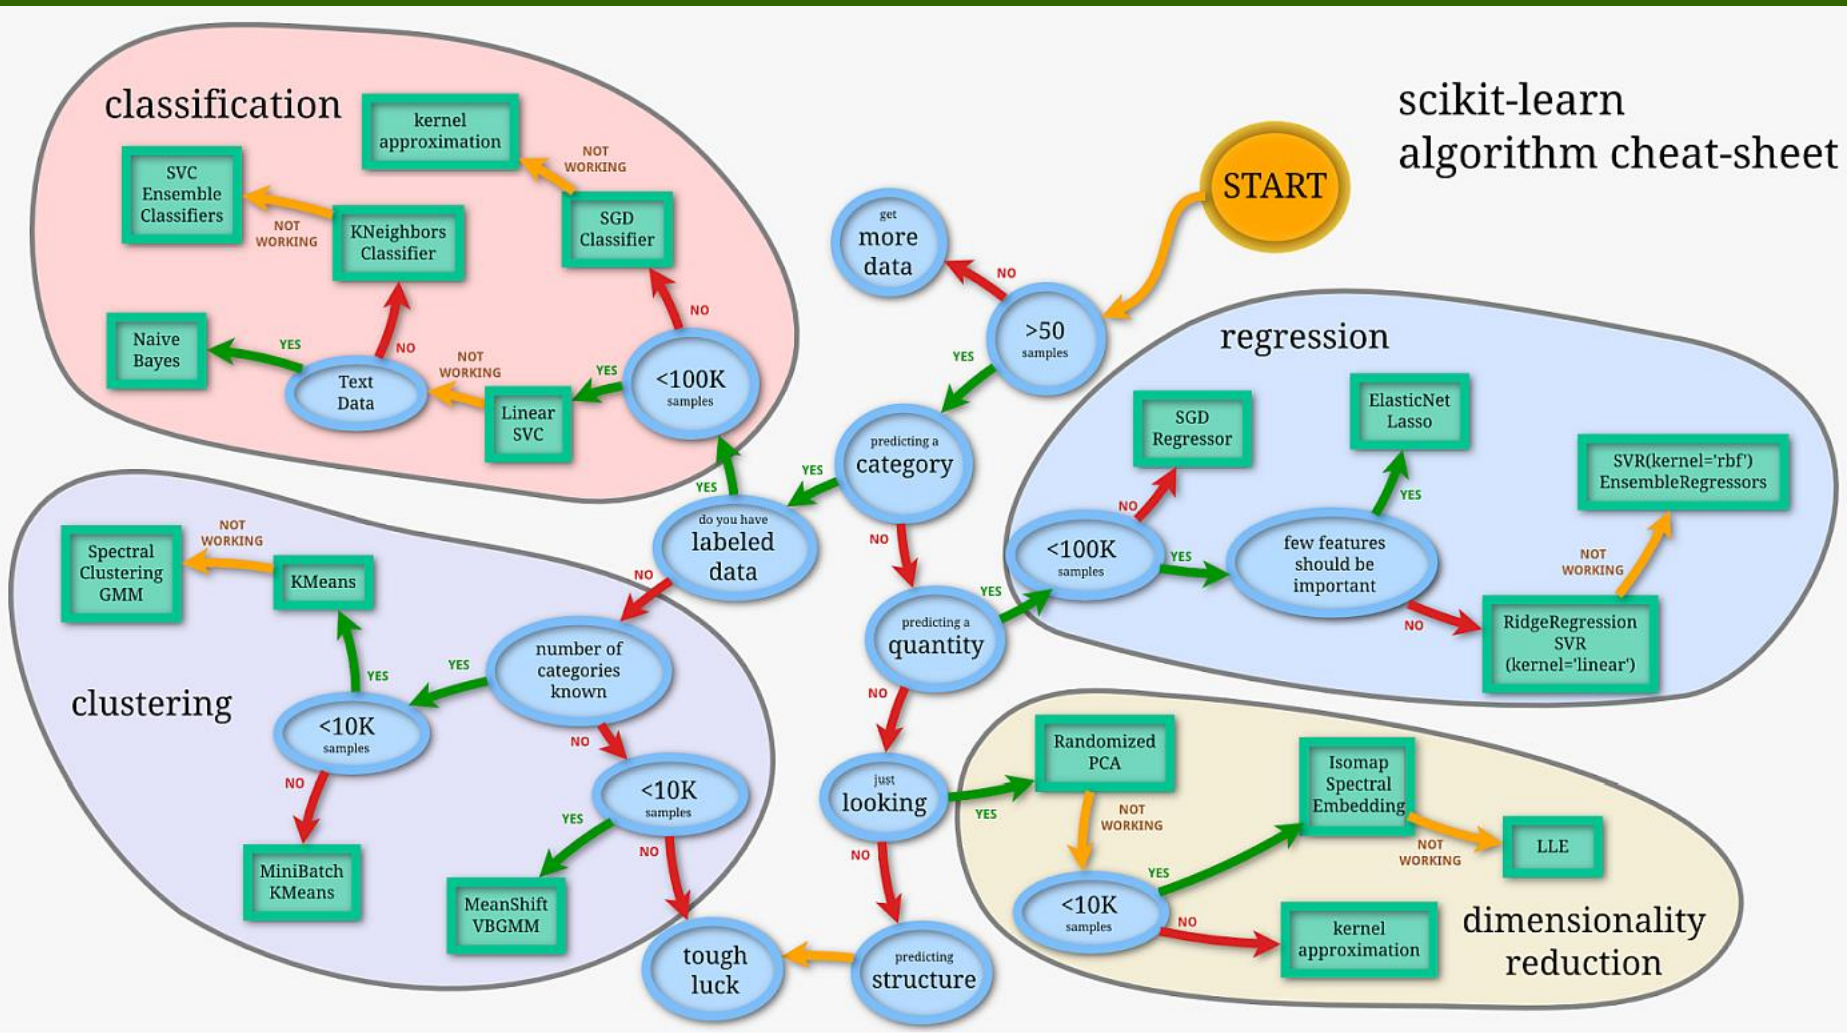 scikit-learn
algorithm cheat-sheet
START
>50
samples
NO
get
more
data
YES
predicting a
category
YES
do you have
labeled
data
NO
predicting a
quantity
YES
NO
just
looking
YES
NO
predicting
structure
tough
luck
classification
YES
<100K
samples
NO
SGD
Classifier
NOT
WORKING
kernel
approximation
YES
Linear
SVC
NOT
WORKING
Text
Data
YES
Naive
Bayes
NO
KNeighbors
Classifier
NOT
WORKING
SVC
Ensemble
Classifiers
clustering
NO
number of
categories
known
YES
<10K
samples
YES
KMeans
NOT
WORKING
Spectral
Clustering
GMM
NO
MiniBatch
KMeans
NO
<10K
samples
YES
MeanShift
VBGMM
NO
regression
<100K
samples
NO
SGD
Regressor
YES
few features
should be
important
YES
ElasticNet
Lasso
NO
RidgeRegression
SVR
(kernel='linear')
NOT
WORKING
SVR(kernel='rbf')
EnsembleRegressors
dimensionality
reduction
Randomized
PCA
NOT
WORKING
<10K
samples
YES
Isomap
Spectral
Embedding
NOT
WORKING
LLE
NO
kernel
approximation